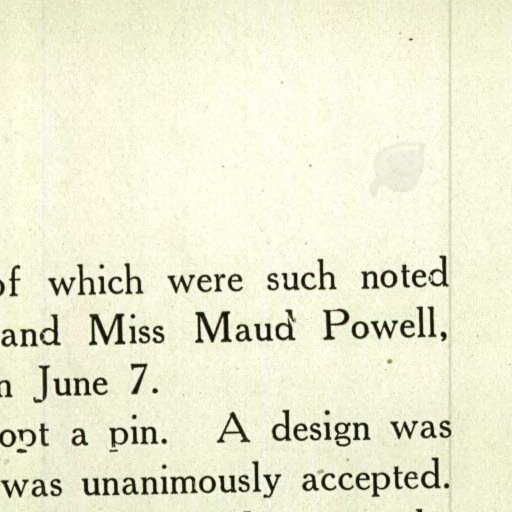 of which were such noted
and Miss Maud Powell,
n June 7.
opt a pin. A design was
was unanimously accepted.